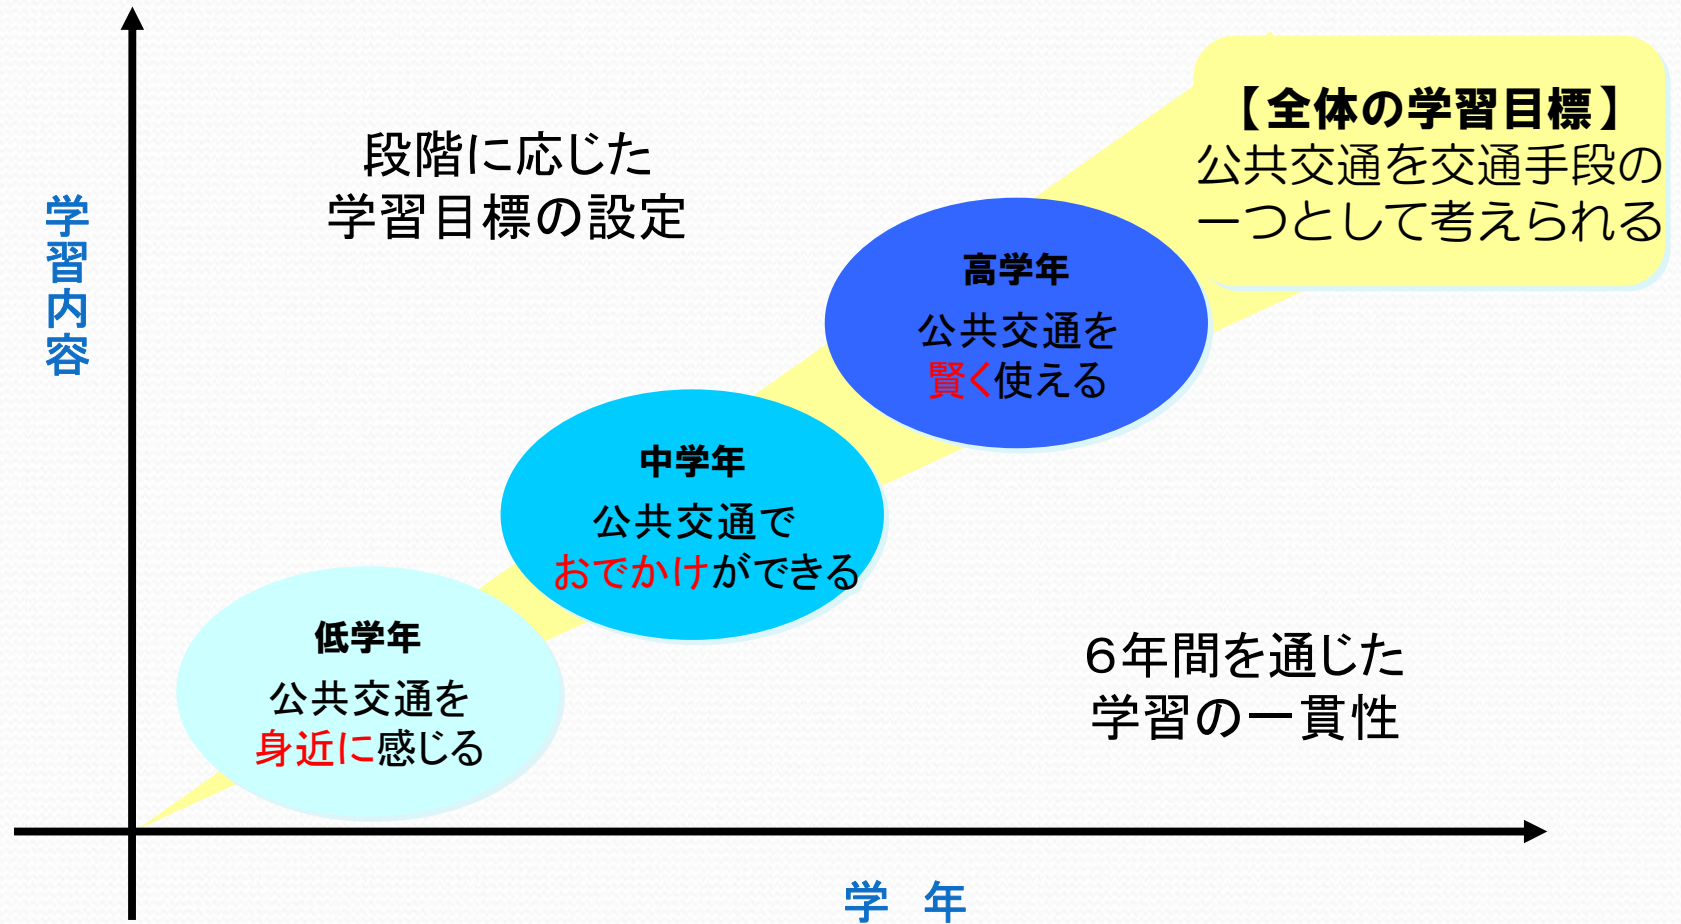 段階に応じた
学習目標の設定
学習内容
【全体の学習目標】
公共交通を交通手段の
一つとして考えられる
高学年
公共交通を
賢く使える
中学年
公共交通で
おでかけができる
低学年
公共交通を
身近に感じる
６年間を通じた
学習の一貫性
学　年